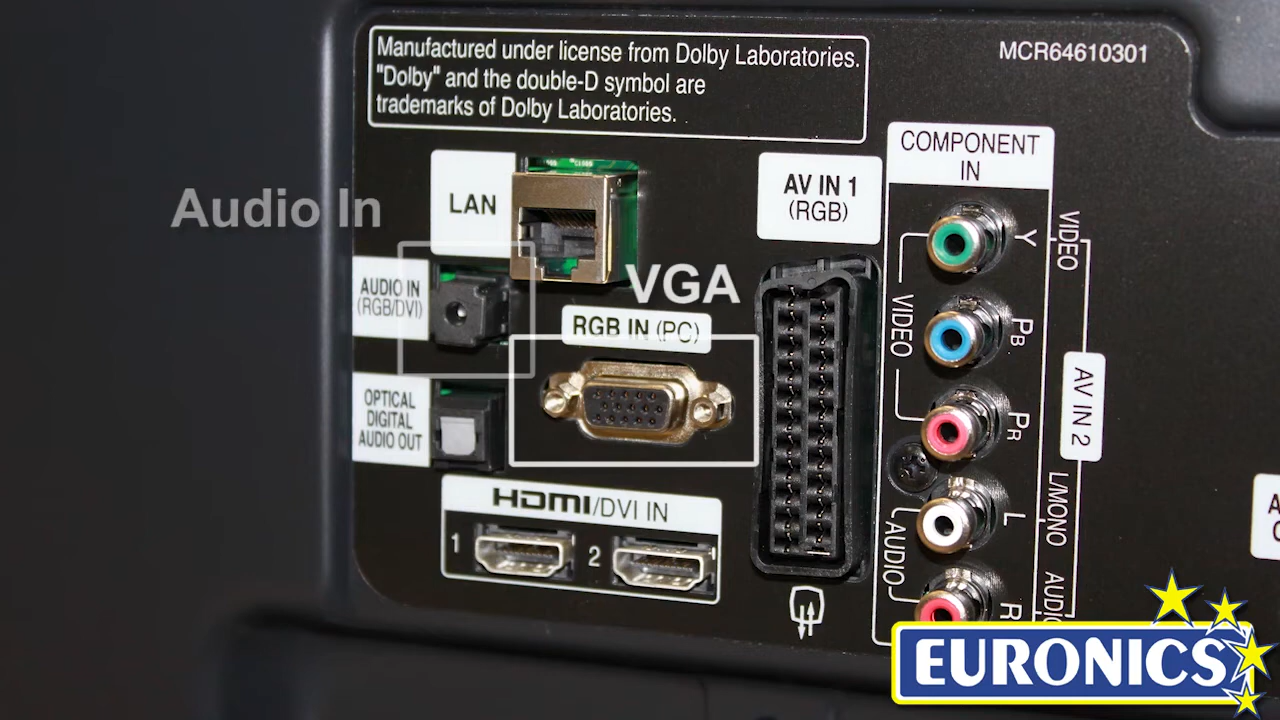 Manufactured under license from Dolby Laboratories.
"Dolby" and the double-D symbol are
trademarks of Dolby Laboratories.
MCR64610301
COMPONENT
IN
LAN
AV IN 1
(RGB)
Audio In
VIDEO
Y
AUDIO IN
(RGB/DVI)
VGA
RGB IN (PC)
VIDEO
PB
PR
AV IN 2
OPTICAL
DIGITAL
AUDIO OUT
HDMI/DVI IN
1
2
L/MONO
L
AUDIO
R
EURONICS